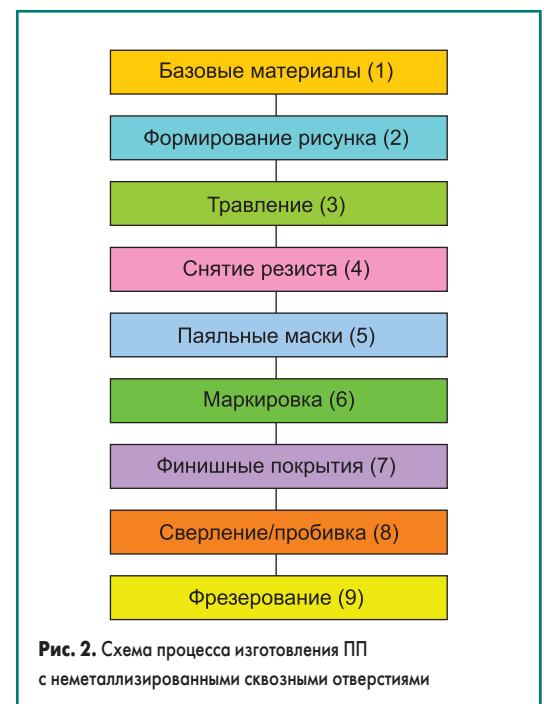 Базовые материалы (1)
Формирование рисунка (2)
Травление (3)
Снятие резиста (4)
Паяльные маски (5)
Маркировка (6)
Финишные покрытия (7)
Сверление/пробивка (8)
Фрезерование (9)
Рис. 2. Схема процесса изготовления ПП
с неметаллизированными сквозными отверстиями